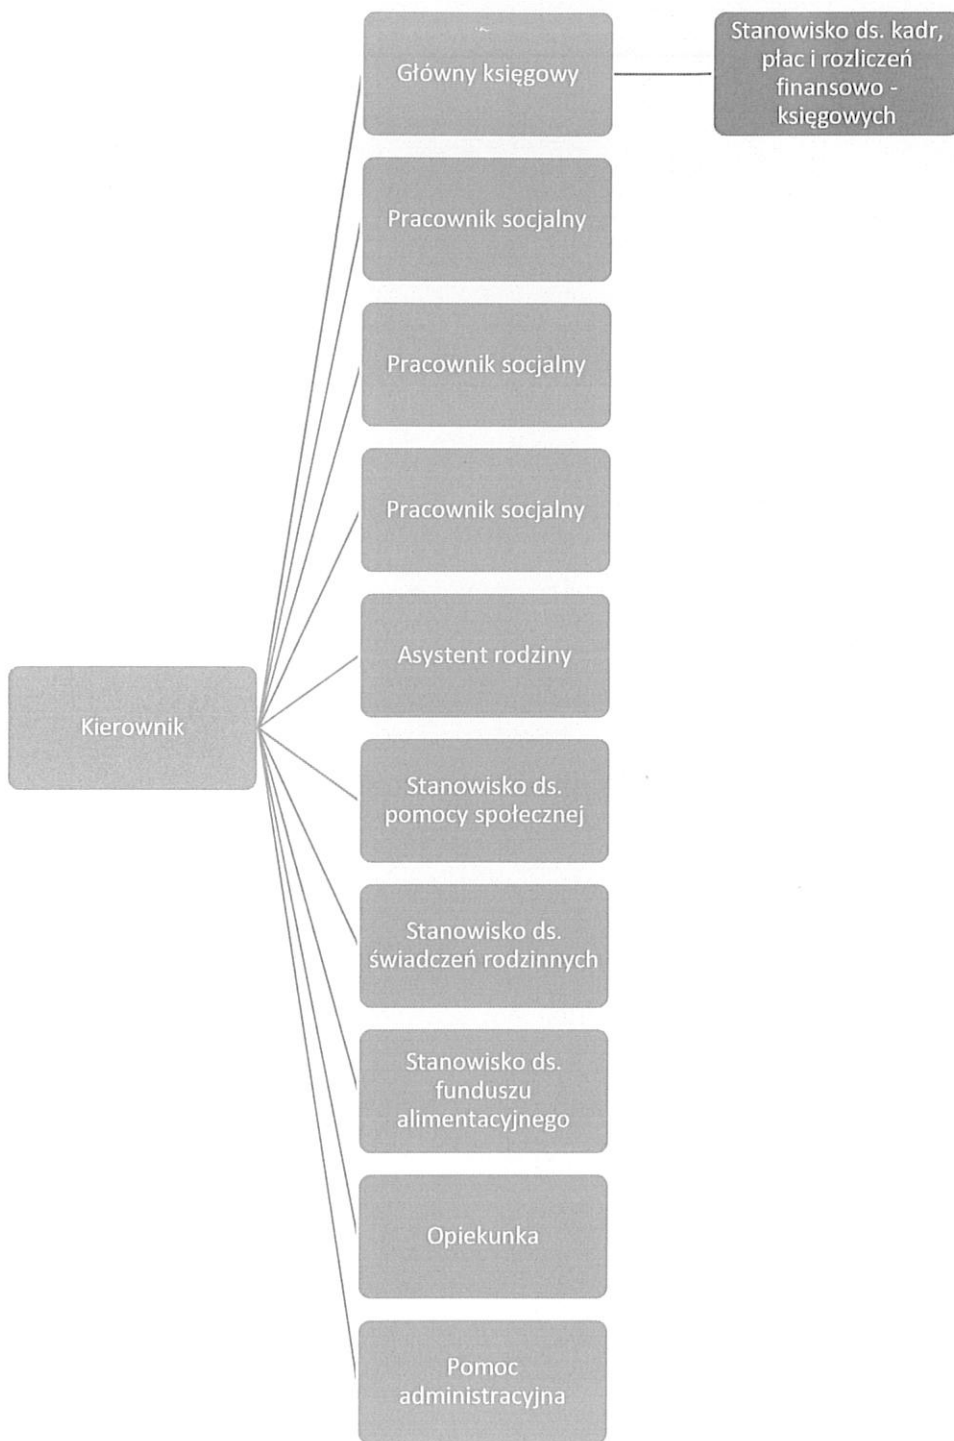 Główny księgowy
Stanowisko ds. kadr,
płac i rozliczeń
finansowo -
księgowych
Pracownik socjalny
Pracownik socjalny
Pracownik socjalny
Asystent rodziny
Kierownik
Stanowisko ds.
pomocy społecznej
Stanowisko ds.
świadczeń rodzinnych
Stanowisko ds.
funduszu
alimentacyjnego
Opiekunka
Pomoc
administracyjna